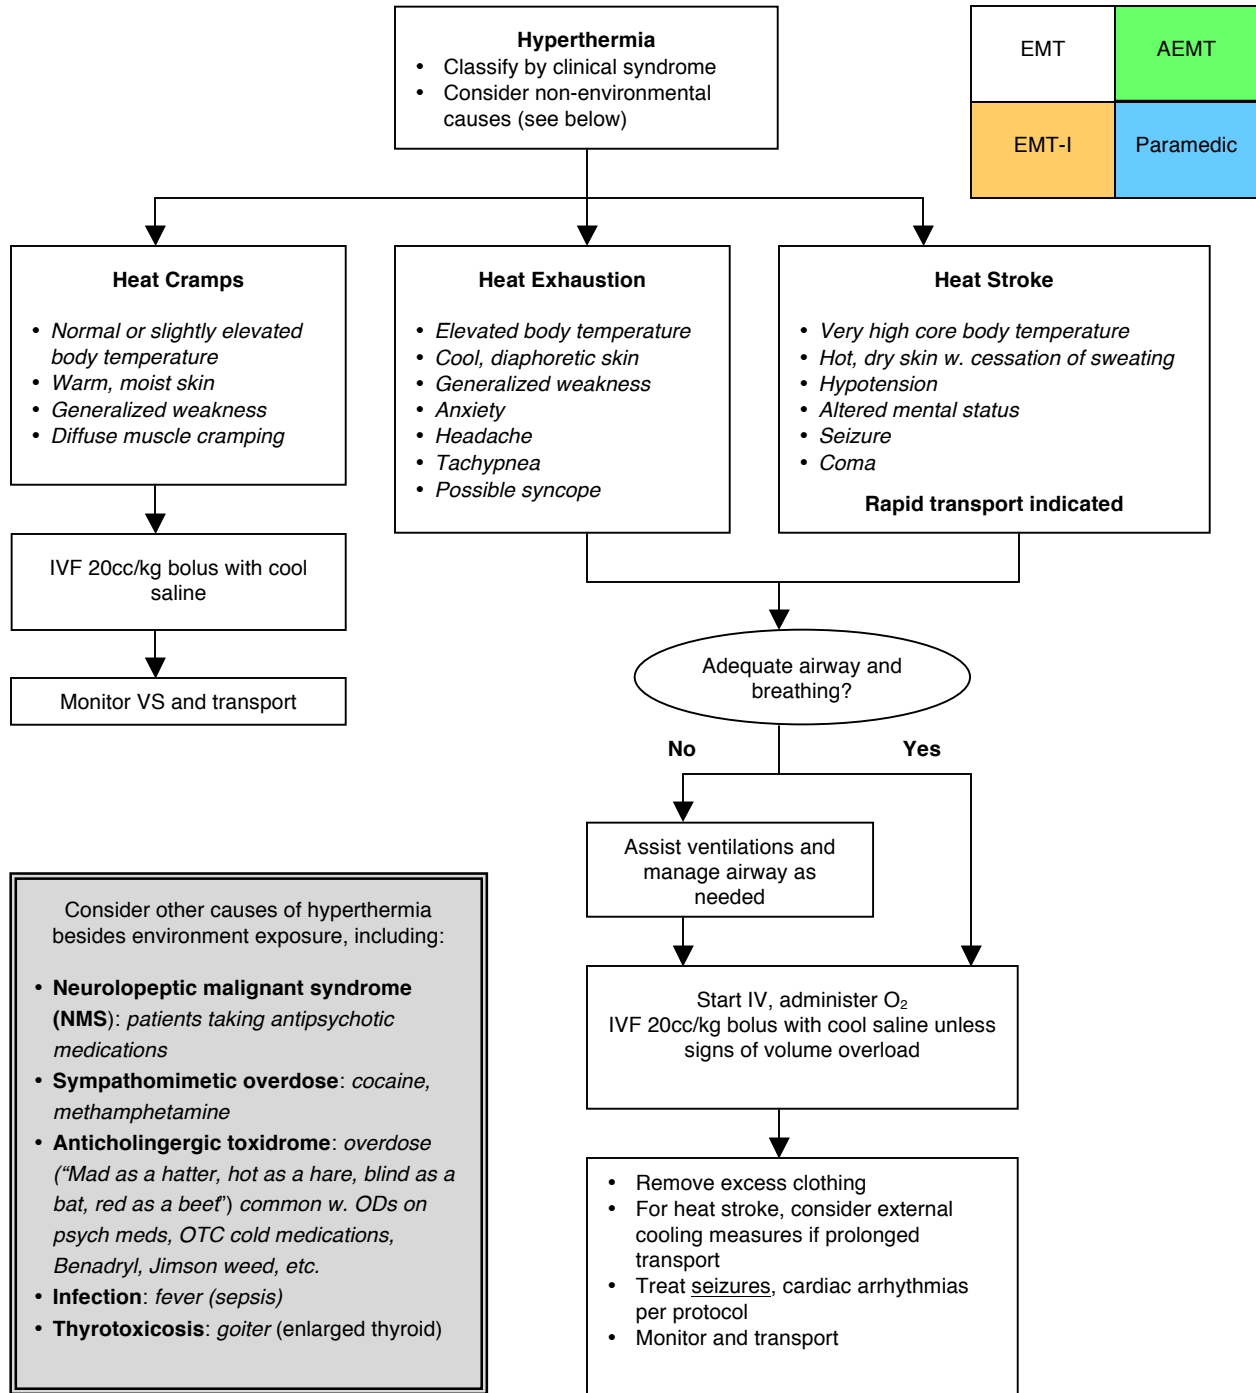 Hyperthermia
• Classify by clinical syndrome
• Consider non-environmental
causes (see below)
EMT
AEMT
EMT-I
Paramedic
Heat Cramps
• Normal or slightly elevated
body temperature
• Warm, moist skin
• Generalized weakness
• Diffuse muscle cramping
Heat Exhaustion
• Elevated body temperature
• Cool, diaphoretic skin
• Generalized weakness
• Anxiety
• Headache
• Tachypnea
• Possible syncope
Heat Stroke
• Very high core body temperature
• Hot, dry skin w. cessation of sweating
• Hypotension
• Altered mental status
• Seizure
• Coma
Rapid transport indicated
IVF 20cc/kg bolus with cool
saline
Monitor VS and transport
Adequate airway and
breathing?
No
Yes
Assist ventilations and
manage airway as
needed
Start IV, administer O₂
IVF 20cc/kg bolus with cool saline unless
signs of volume overload
• Remove excess clothing
• For heat stroke, consider external
cooling measures if prolonged
transport
• Treat seizures, cardiac arrhythmias
per protocol
• Monitor and transport
Consider other causes of hyperthermia
besides environment exposure, including:
• Neurolopeptic malignant syndrome
(NMS): patients taking antipsychotic
medications
• Sympathomimetic overdose: cocaine,
methamphetamine
• Anticholingergic toxidrome: overdose
(“Mad as a hatter, hot as a hare, blind as a
bat, red as a beef”) common w. ODs on
psych meds, OTC cold medications,
Benadryl, Jimson weed, etc.
• Infection: fever (sepsis)
• Thyrotoxicosis: goiter (enlarged thyroid)